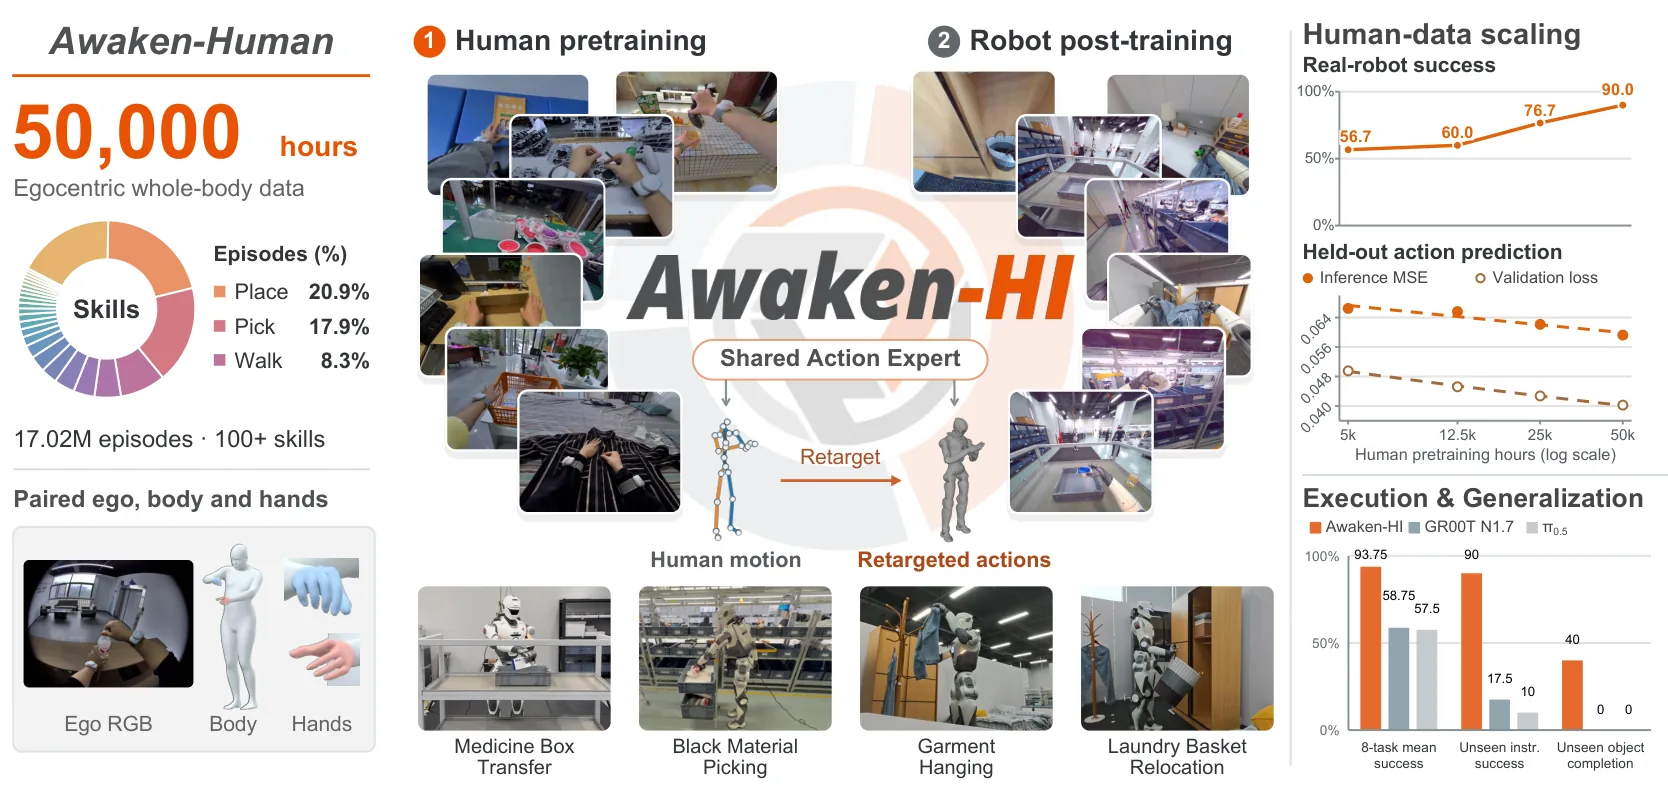 Awaken-Human
50,000 hours
Egocentric whole-body data
Skills
Episodes (%)
Place 20.9%
Pick 17.9%
Walk 8.3%
17.02M episodes · 100+ skills
Paired ego, body and hands
Ego RGB
Body
Hands
1 Human pretraining
2 Robot post-training
Awaken-HI
Shared Action Expert
Retarget
Human motion
Retargeted actions
Medicine Box
Transfer
Black Material
Picking
Garment
Hanging
Laundry Basket
Relocation
Human-data scaling
Real-robot success
100%
50%
0%
56.7
60.0
76.7
90.0
Held-out action prediction
Inference MSE
Validation loss
0.064
0.056
0.048
0.040
5k
12.5k
25k
50k
Human pretraining hours (log scale)
Execution & Generalization
Awaken-HI
GR00T N1.7
π0.5
100%
50%
0%
93.75
58.75
57.5
90
17.5
10
40
0
0
8-task mean
success
Unseen instr.
success
Unseen object
completion